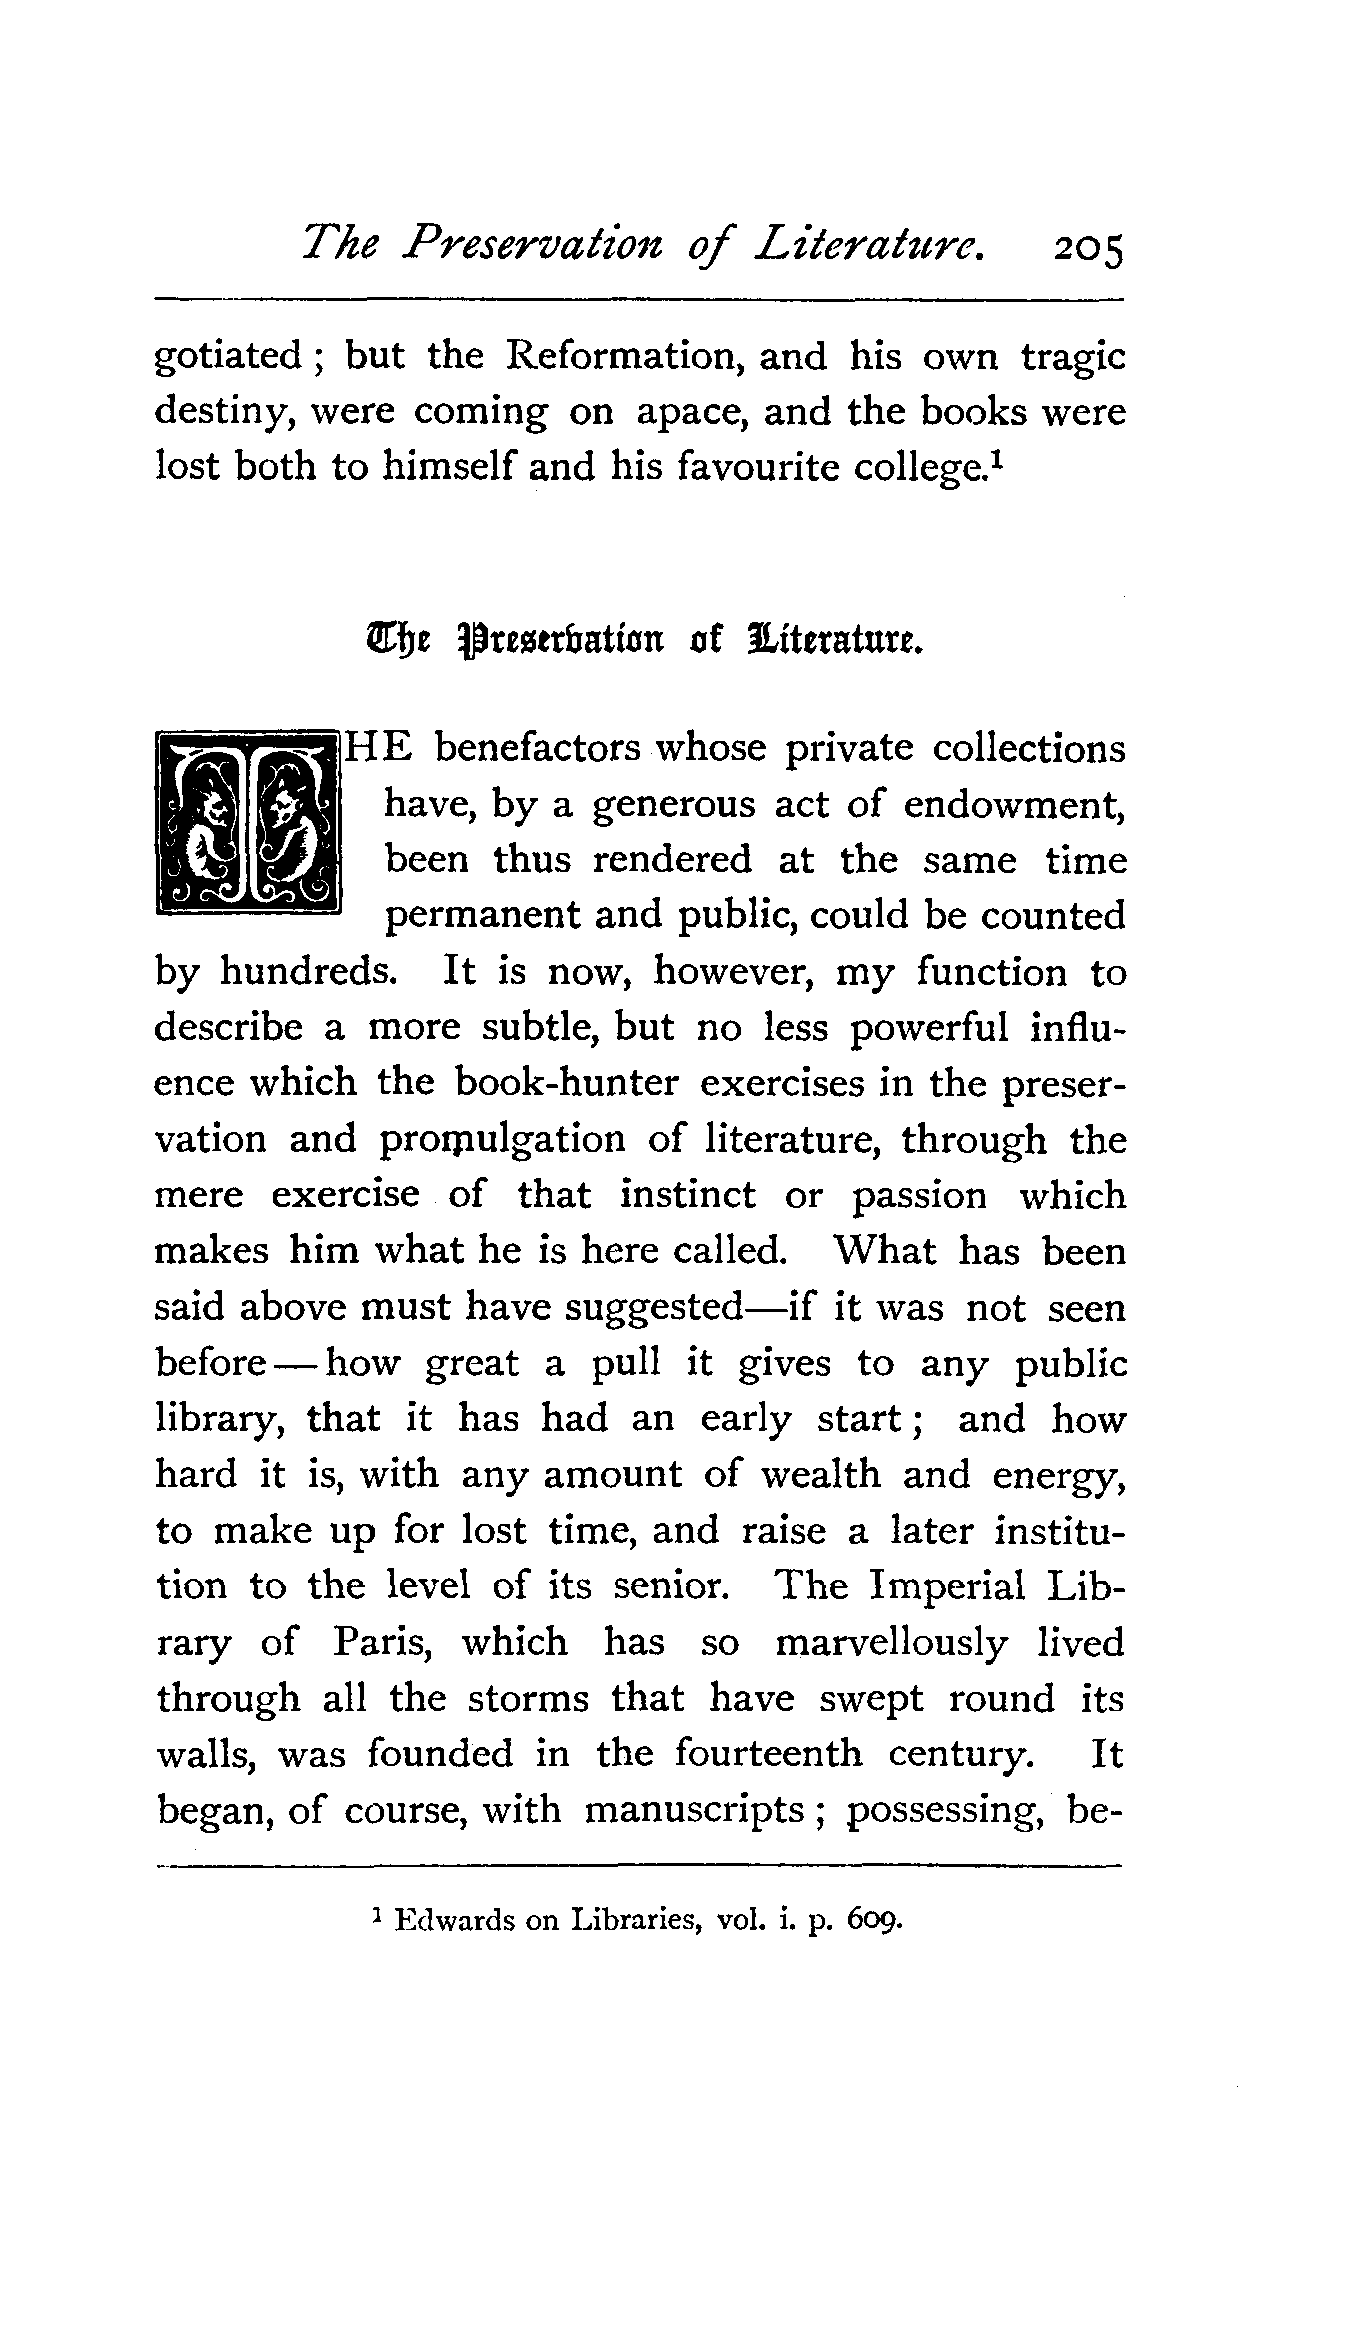 The Preservation of Literature. 205
gotiated ; but the Reformation, and his own tragic
destiny, were coming on apace, and the books were
lost both to himself and his favourite college.¹
The Preservation of Literature.
THE benefactors whose private collections
have, by a generous act of endowment,
been thus rendered at the same time
permanent and public, could be counted
by hundreds. It is now, however, my function to
describe a more subtle, but no less powerful influ-
ence which the book-hunter exercises in the preser-
vation and promulgation of literature, through the
mere exercise of that instinct or passion which
makes him what he is here called. What has been
said above must have suggested—if it was not seen
before—how great a pull it gives to any public
library, that it has had an early start ; and how
hard it is, with any amount of wealth and energy,
to make up for lost time, and raise a later institu-
tion to the level of its senior. The Imperial Lib-
rary of Paris, which has so marvellously lived
through all the storms that have swept round its
walls, was founded in the fourteenth century. It
began, of course, with manuscripts ; possessing, be-
¹ Edwards on Libraries, vol. i. p. 609.